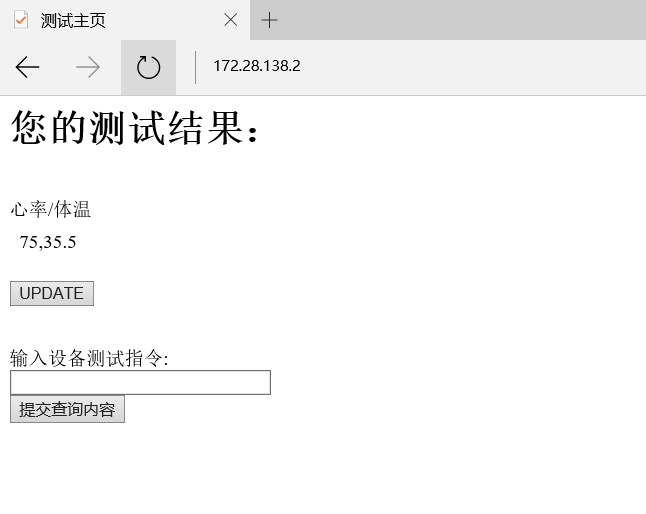 测试主页
172.28.138.2
您的测试结果：
心率/体温
75,35.5
UPDATE
输入设备测试指令:
提交查询内容